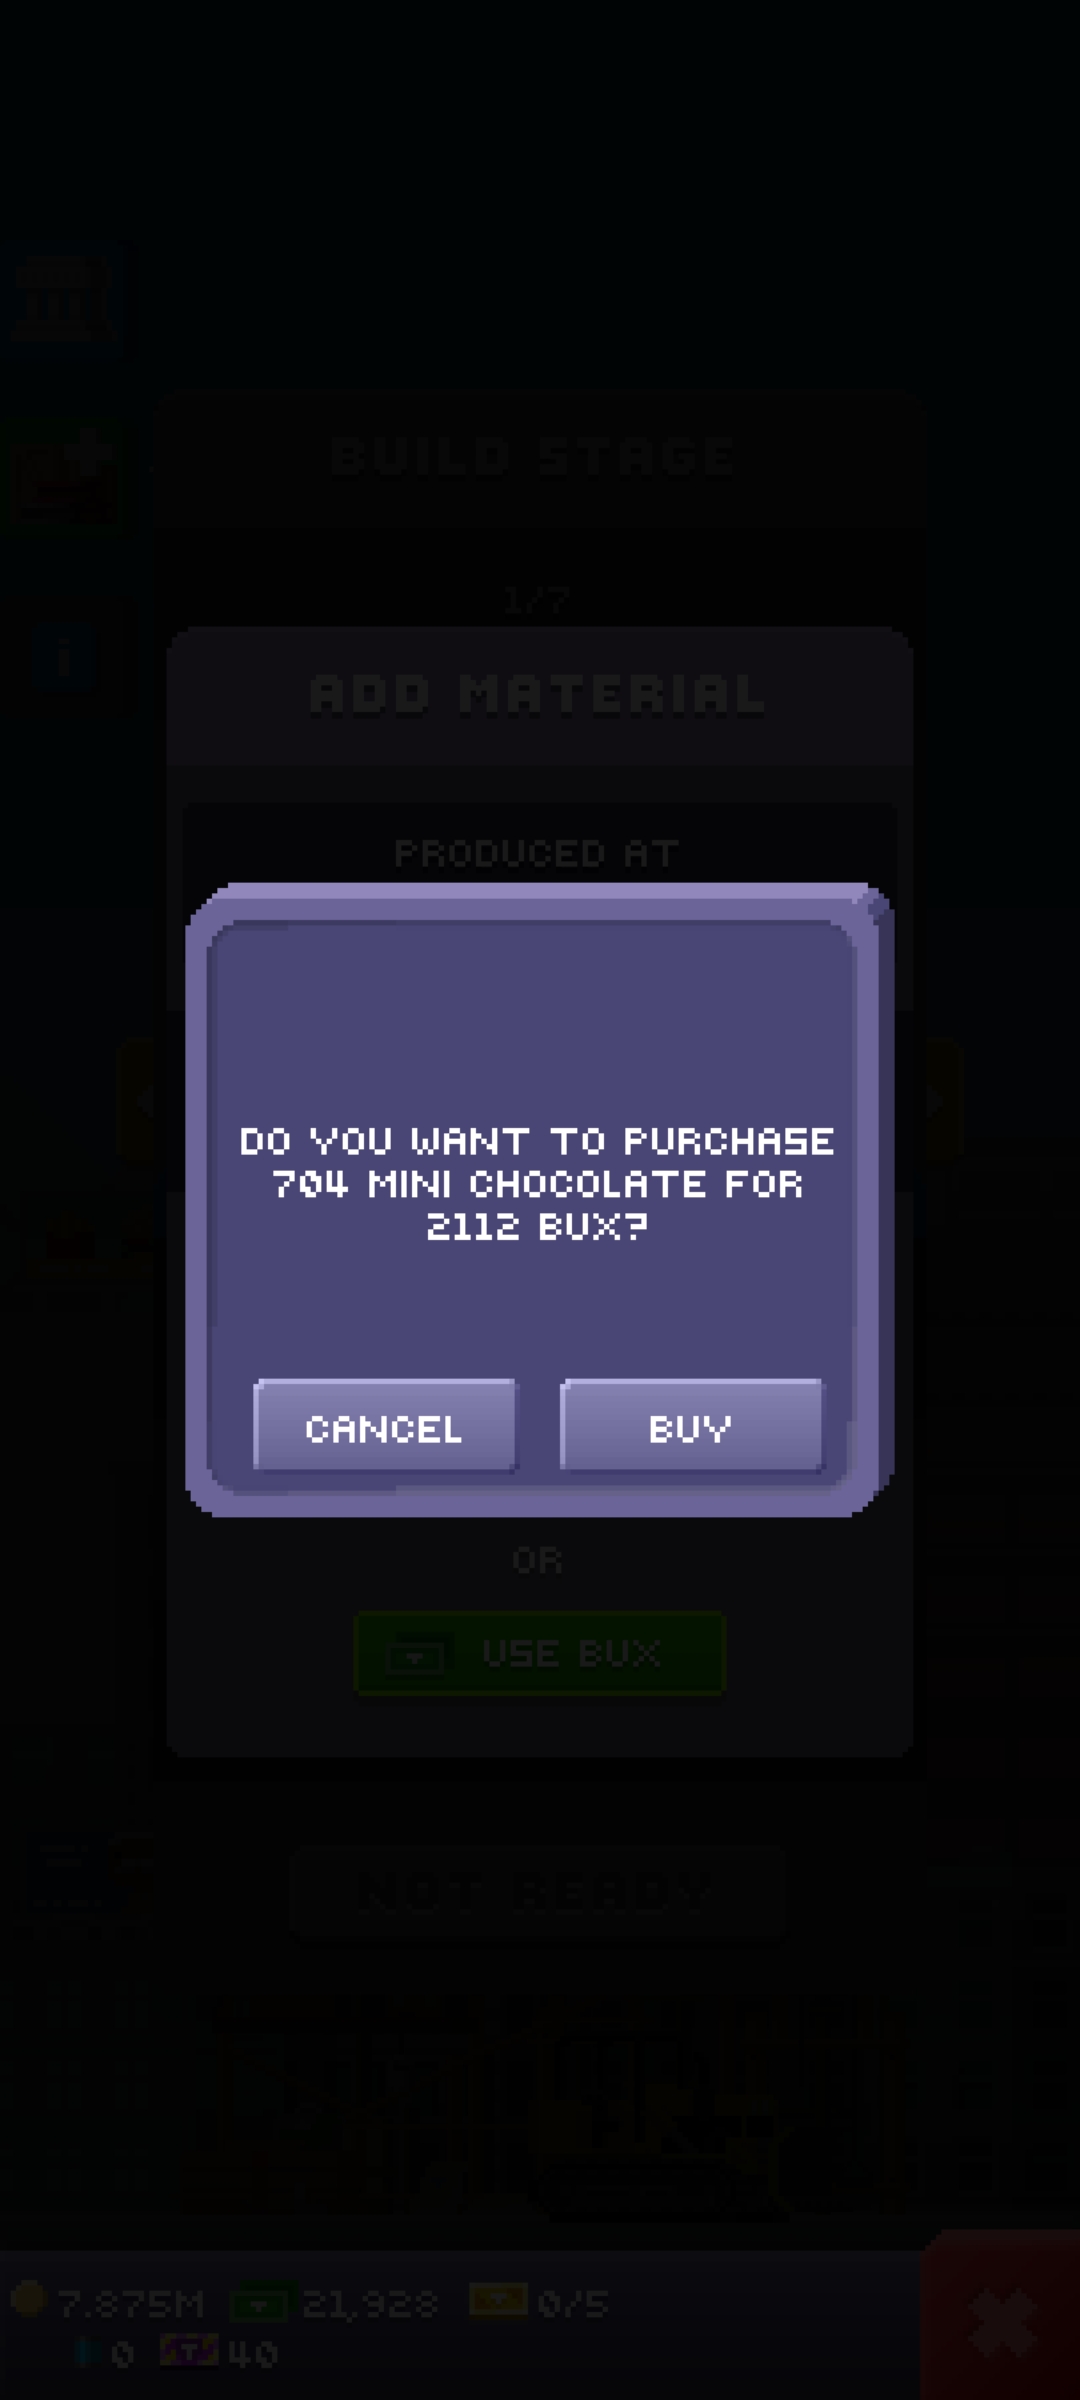 BUILD STAGE
1/7
ADD MATERIAL
PRODUCED AT
DO YOU WANT TO PURCHASE
704 MINI CHOCOLATE FOR
2112 BUX?
CANCEL
BUY
OR
USE BUX
NOT READY
7.875M
21,928
0/5
0
40